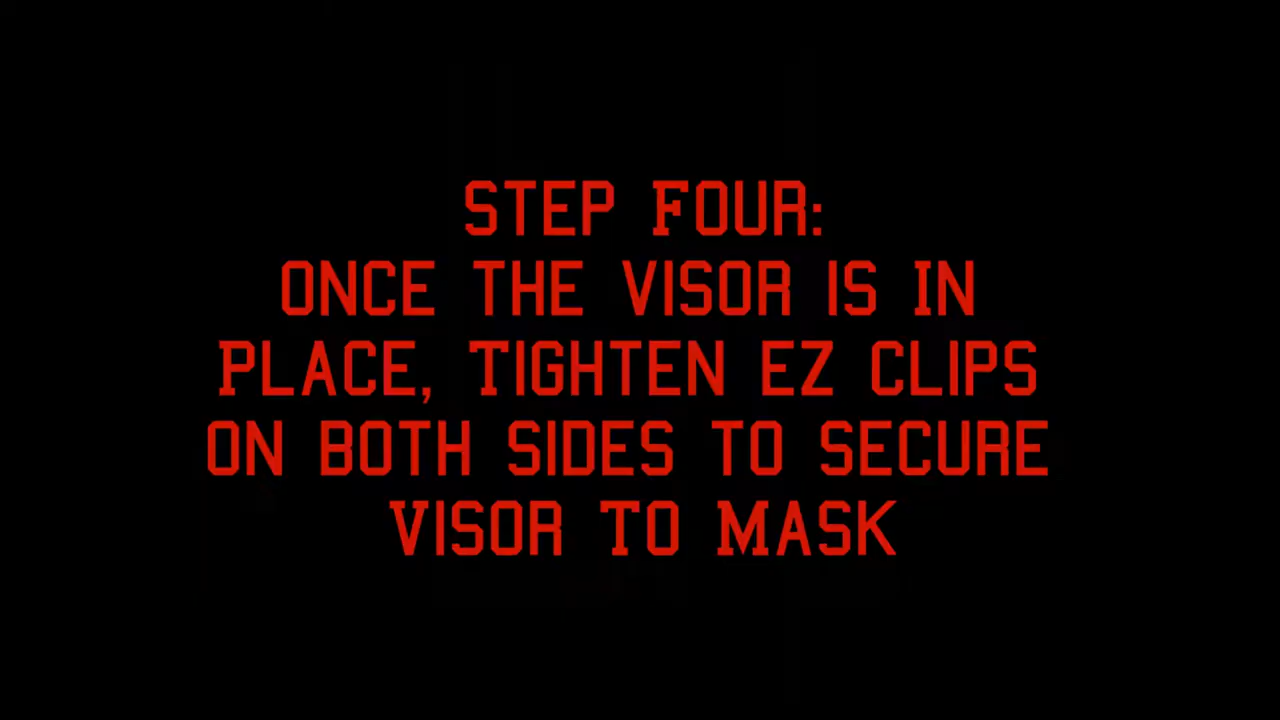 STEP FOUR:
ONCE THE VISOR IS IN
PLACE, TIGHTEN EZ CLIPS
ON BOTH SIDES TO SECURE
VISOR TO MASK